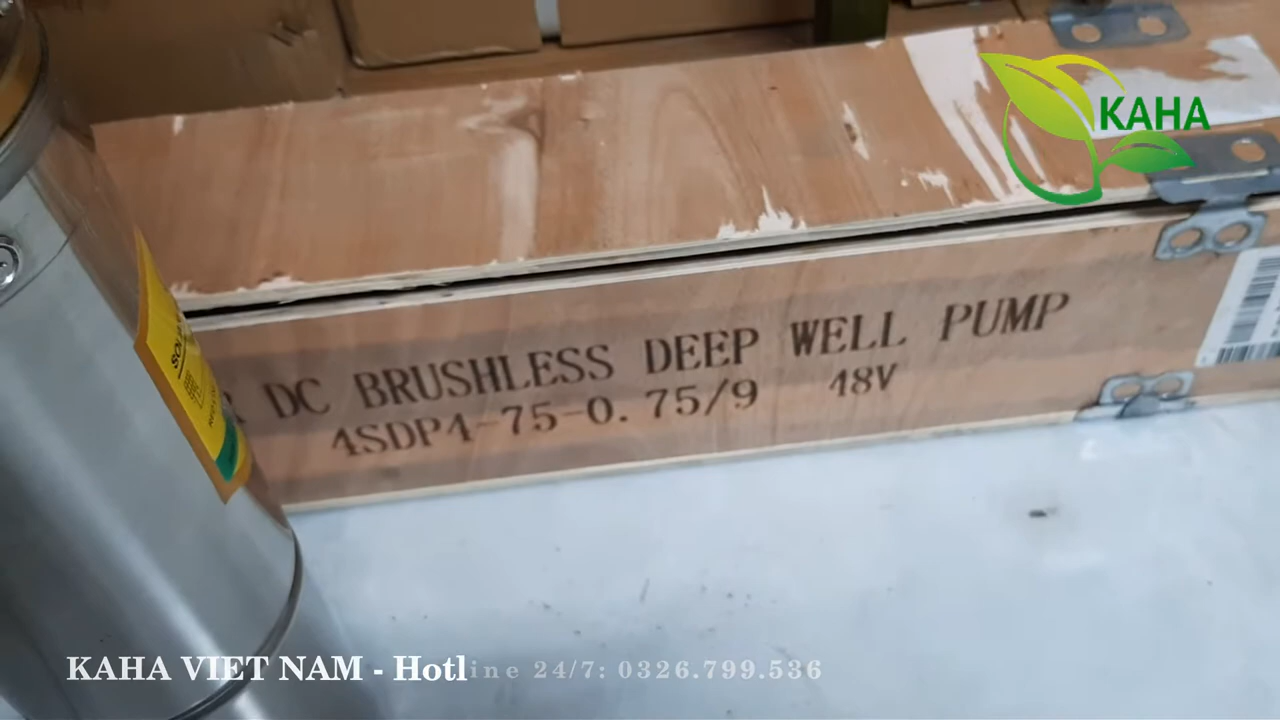 KAHA
R DC BRUSHLESS DEEP WELL PUMP
4SDP4-75-0.75/9 48V
SOL
KAHA VIET NAM - Hotline 24/7: 0326.799.536